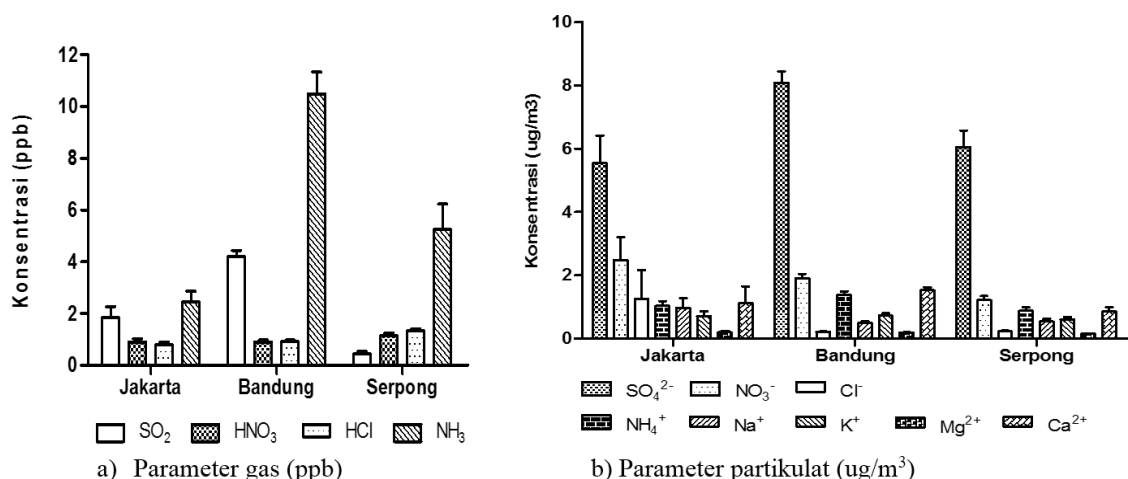 Konsentrasi (ppb)
12
10
8
6
4
2
0
Jakarta Bandung Serpong
SO₂ HNO₃ HCl NH₃
a) Parameter gas (ppb)
Konsentrasi (ug/m3)
10
8
6
4
2
0
Jakarta Bandung Serpong
SO₄²⁻ NO₃⁻ Cl⁻
NH₄⁺ Na⁺ K⁺ Mg²⁺ Ca²⁺
b) Parameter partikulat (ug/m³)